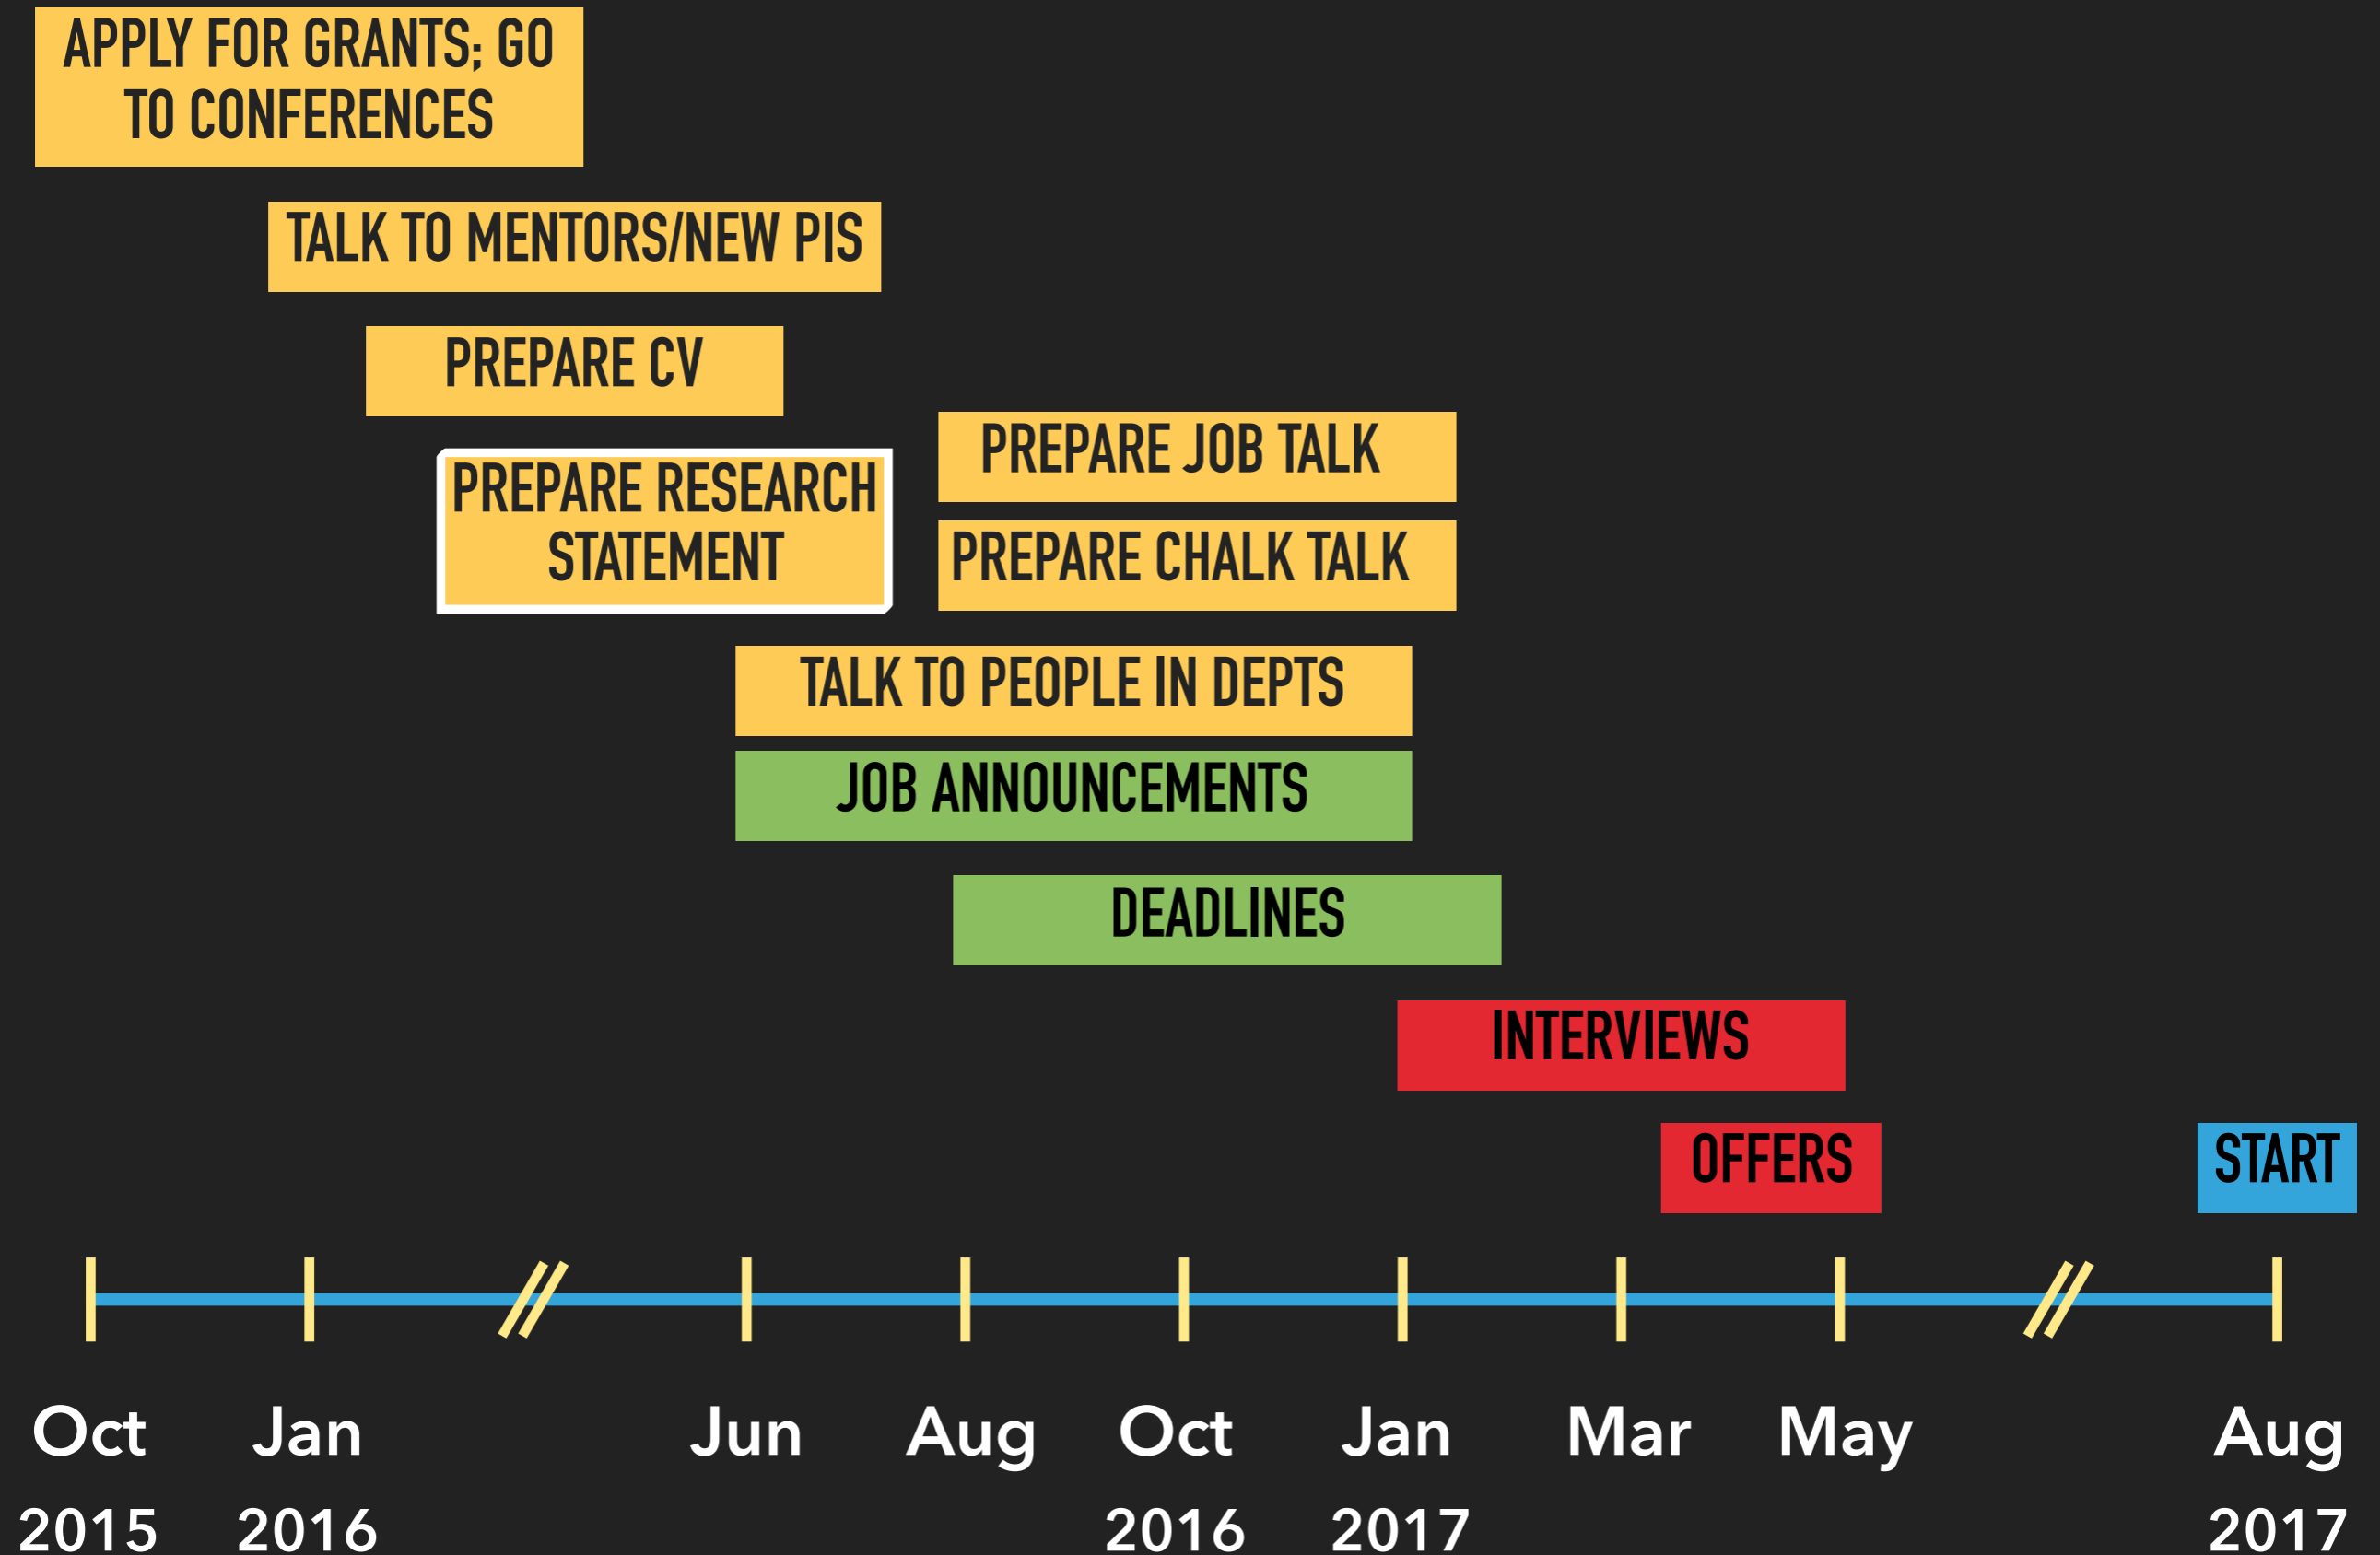 APPLY FOR GRANTS; GO
TO CONFERENCES
TALK TO MENTORS/NEW PIS
PREPARE CV
PREPARE RESEARCH
STATEMENT
PREPARE JOB TALK
PREPARE CHALK TALK
TALK TO PEOPLE IN DEPTS
JOB ANNOUNCEMENTS
DEADLINES
INTERVIEWS
OFFERS
START
Oct Jan Jun Aug Oct Jan Mar May Aug
2015 2016 2016 2017 2017